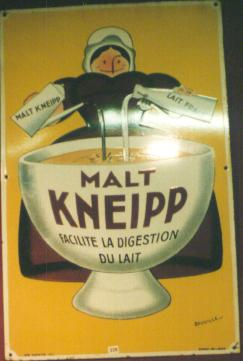 MALT KNEIPP
LAIT
MALT
KNEIPP
FACILITE LA DIGESTION
DU LAIT